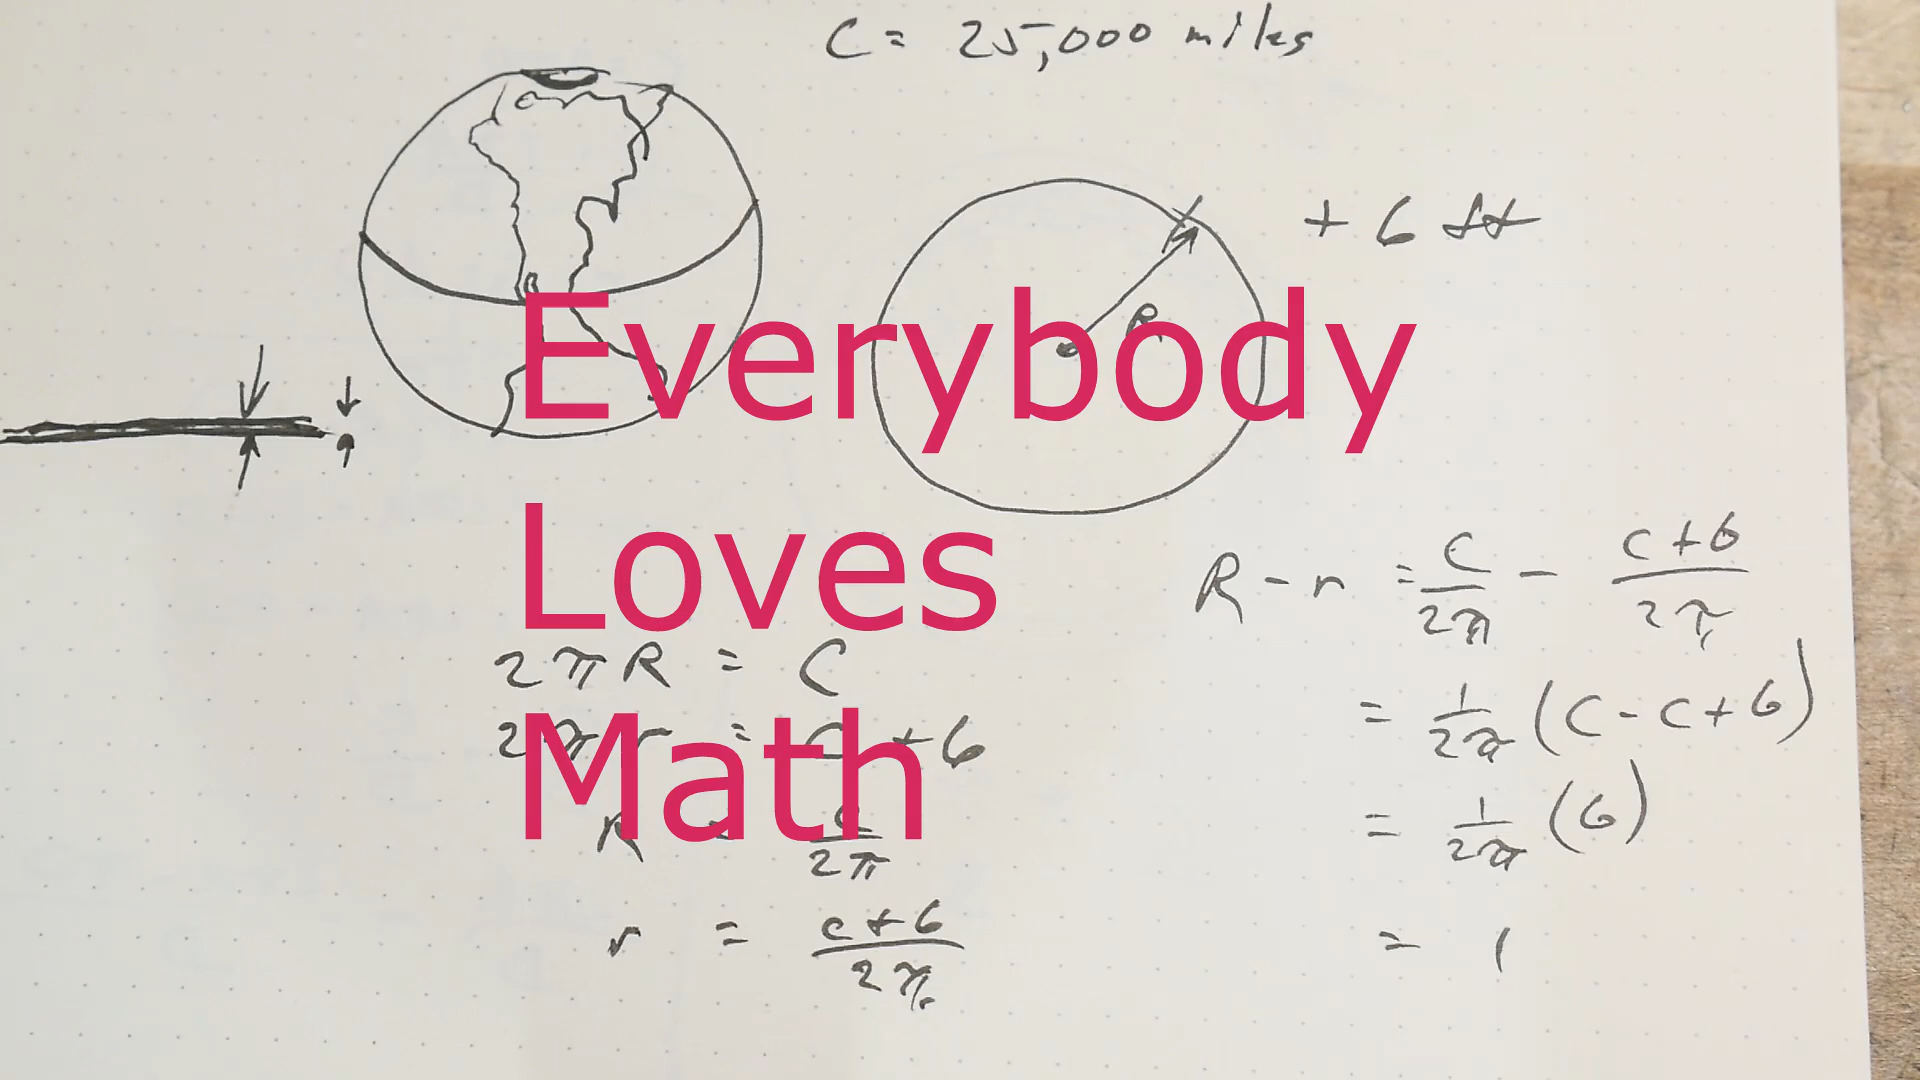 C = 25,000 miles
+ 6 ft
R
Everybody
Loves
Math
2πR = C
2πr = C + 6
R = C/2π
r = c+6/2π
R - r = C/2π - c+6/2π
= 1/2π (C - C + 6)
= 1/2π (6)
= 1